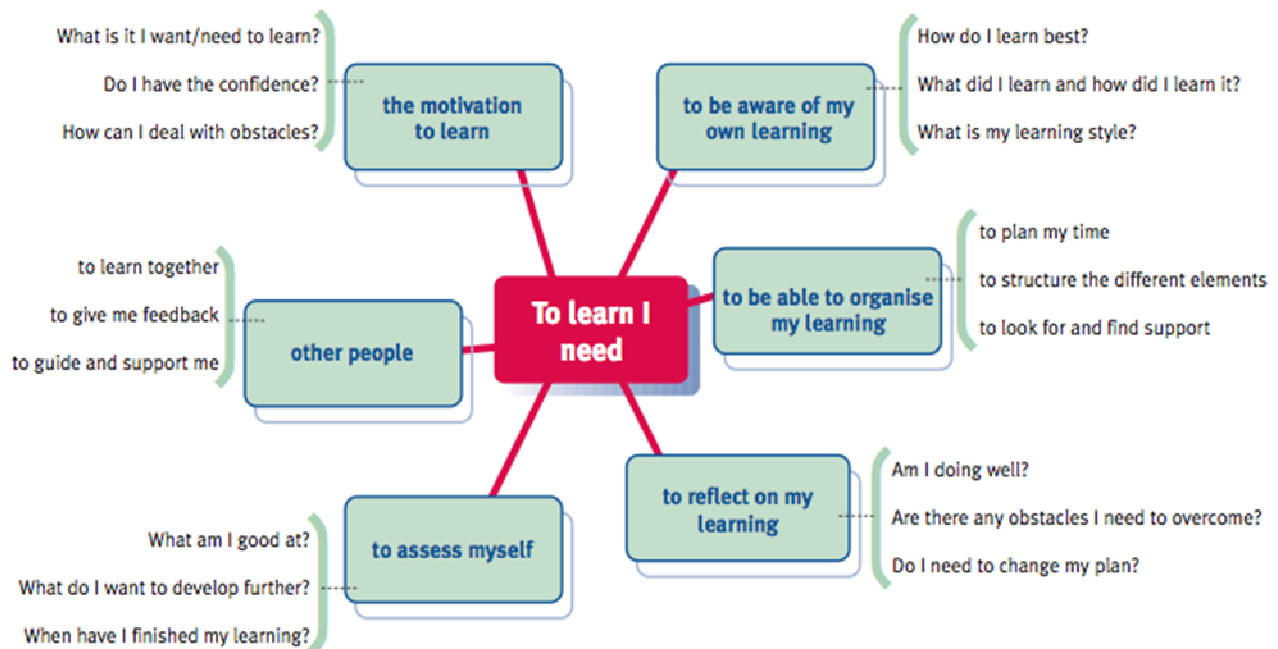 What is it I want/need to learn?
Do I have the confidence?
How can I deal with obstacles?
the motivation
to learn
to be aware of my
own learning
How do I learn best?
What did I learn and how did I learn it?
What is my learning style?
to learn together
to give me feedback
to guide and support me
other people
To learn I
need
to be able to organise
my learning
to plan my time
to structure the different elements
to look for and find support
What am I good at?
What do I want to develop further?
When have I finished my learning?
to assess myself
to reflect on my
learning
Am I doing well?
Are there any obstacles I need to overcome?
Do I need to change my plan?